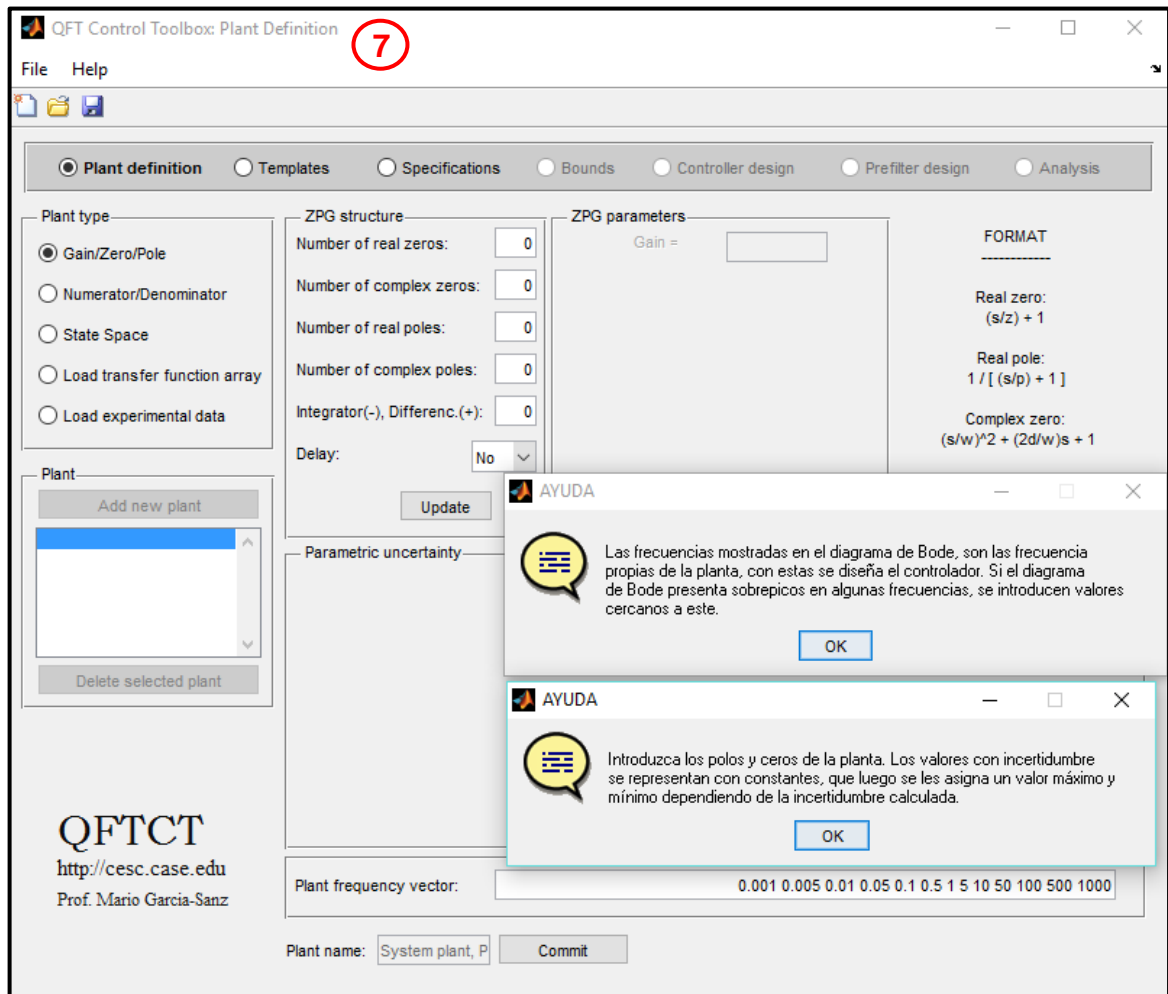 QFT Control Toolbox: Plant Definition
7
File Help
Plant definition Templates Specifications Bounds Controller design Prefilter design Analysis
Plant type
Gain/Zero/Pole
Numerator/Denominator
State Space
Load transfer function array
Load experimental data
ZPG structure
Number of real zeros: 0
Number of complex zeros: 0
Number of real poles: 0
Number of complex poles: 0
Integrator(-), Differenc.(+): 0
Delay: No
Update
ZPG parameters
Gain =
FORMAT
------------
Real zero:
(s/z) + 1
Real pole:
1 / [ (s/p) + 1 ]
Complex zero:
(s/w)^2 + (2d/w)s + 1
Plant
Add new plant
Delete selected plant
Parametric uncertainty
AYUDA
Las frecuencias mostradas en el diagrama de Bode, son las frecuencia
propias de la planta, con estas se diseña el controlador. Si el diagrama
de Bode presenta sobrepicos en algunas frecuencias, se introducen valores
cercanos a este.
OK
AYUDA
Introduzca los polos y ceros de la planta. Los valores con incertidumbre
se representan con constantes, que luego se les asigna un valor máximo y
mínimo dependiendo de la incertidumbre calculada.
OK
QFTCT
http://cesc.case.edu
Prof. Mario Garcia-Sanz
Plant frequency vector: 0.001 0.005 0.01 0.05 0.1 0.5 1 5 10 50 100 500 1000
Plant name: System plant, P Commit